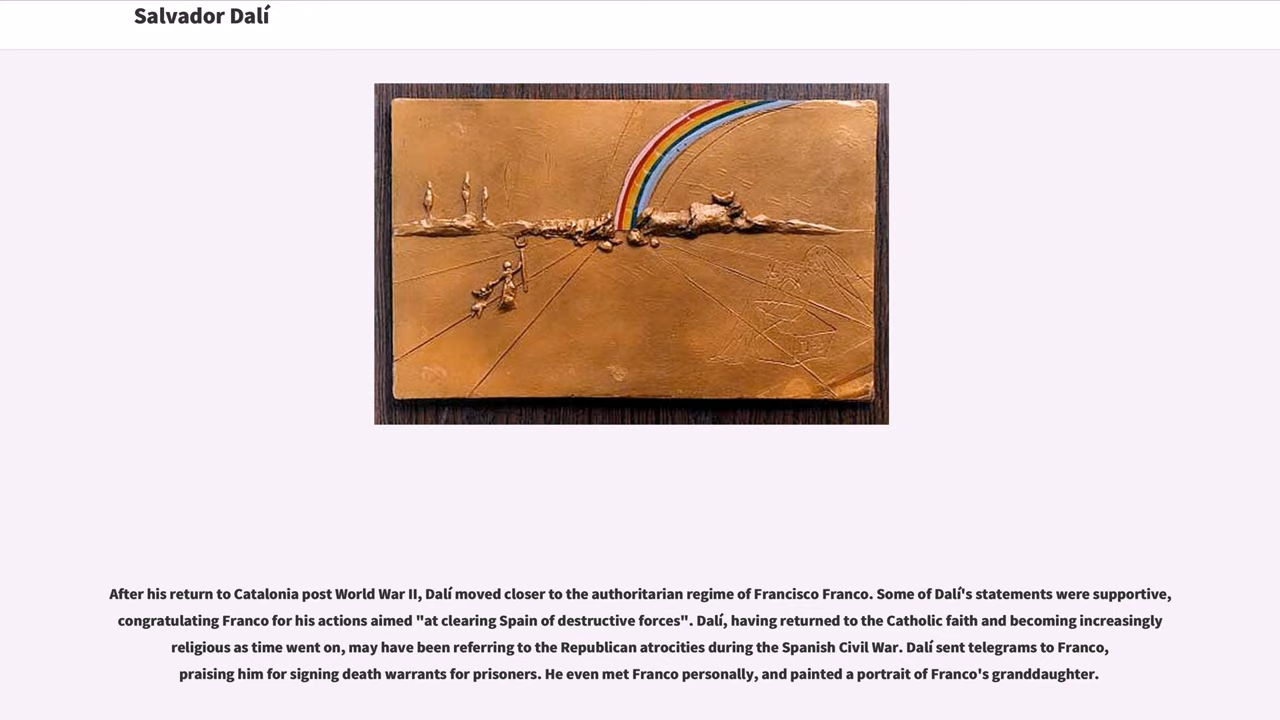 Salvador Dalí
After his return to Catalonia post World War II, Dalí moved closer to the authoritarian regime of Francisco Franco. Some of Dalí's statements were supportive,
congratulating Franco for his actions aimed "at clearing Spain of destructive forces". Dalí, having returned to the Catholic faith and becoming increasingly
religious as time went on, may have been referring to the Republican atrocities during the Spanish Civil War. Dalí sent telegrams to Franco,
praising him for signing death warrants for prisoners. He even met Franco personally, and painted a portrait of Franco's granddaughter.